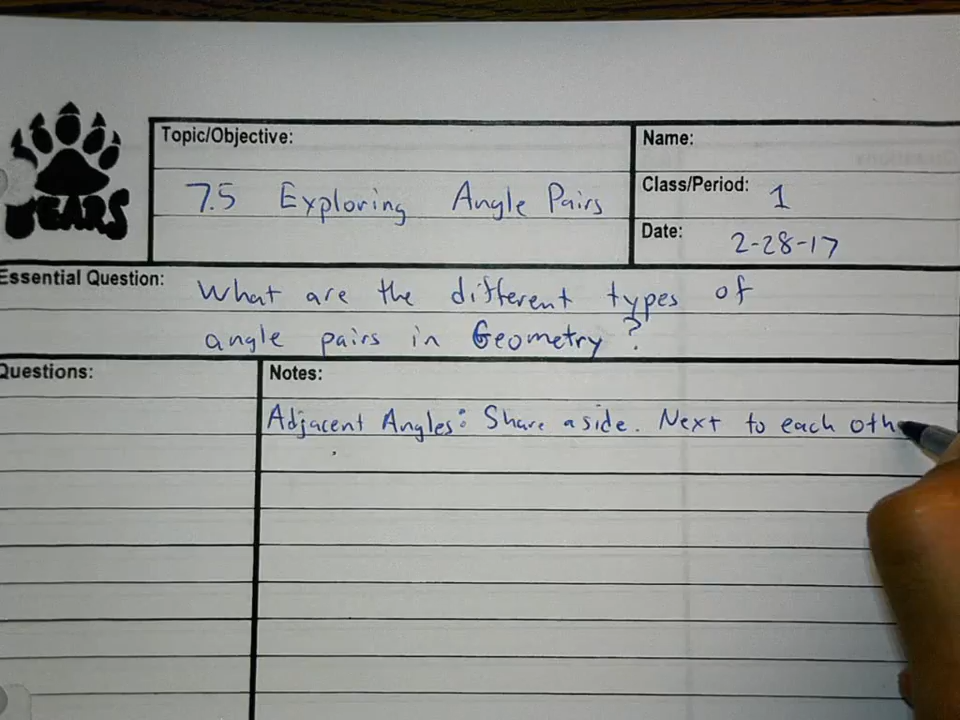 Topic/Objective:
7.5 Exploring Angle Pairs
Name:
Class/Period: 1
Date: 2-28-17
BEARS
Essential Question: What are the different types of
angle pairs in Geometry?
Questions:
Notes:
Adjacent Angles: Share a side. Next to each oth